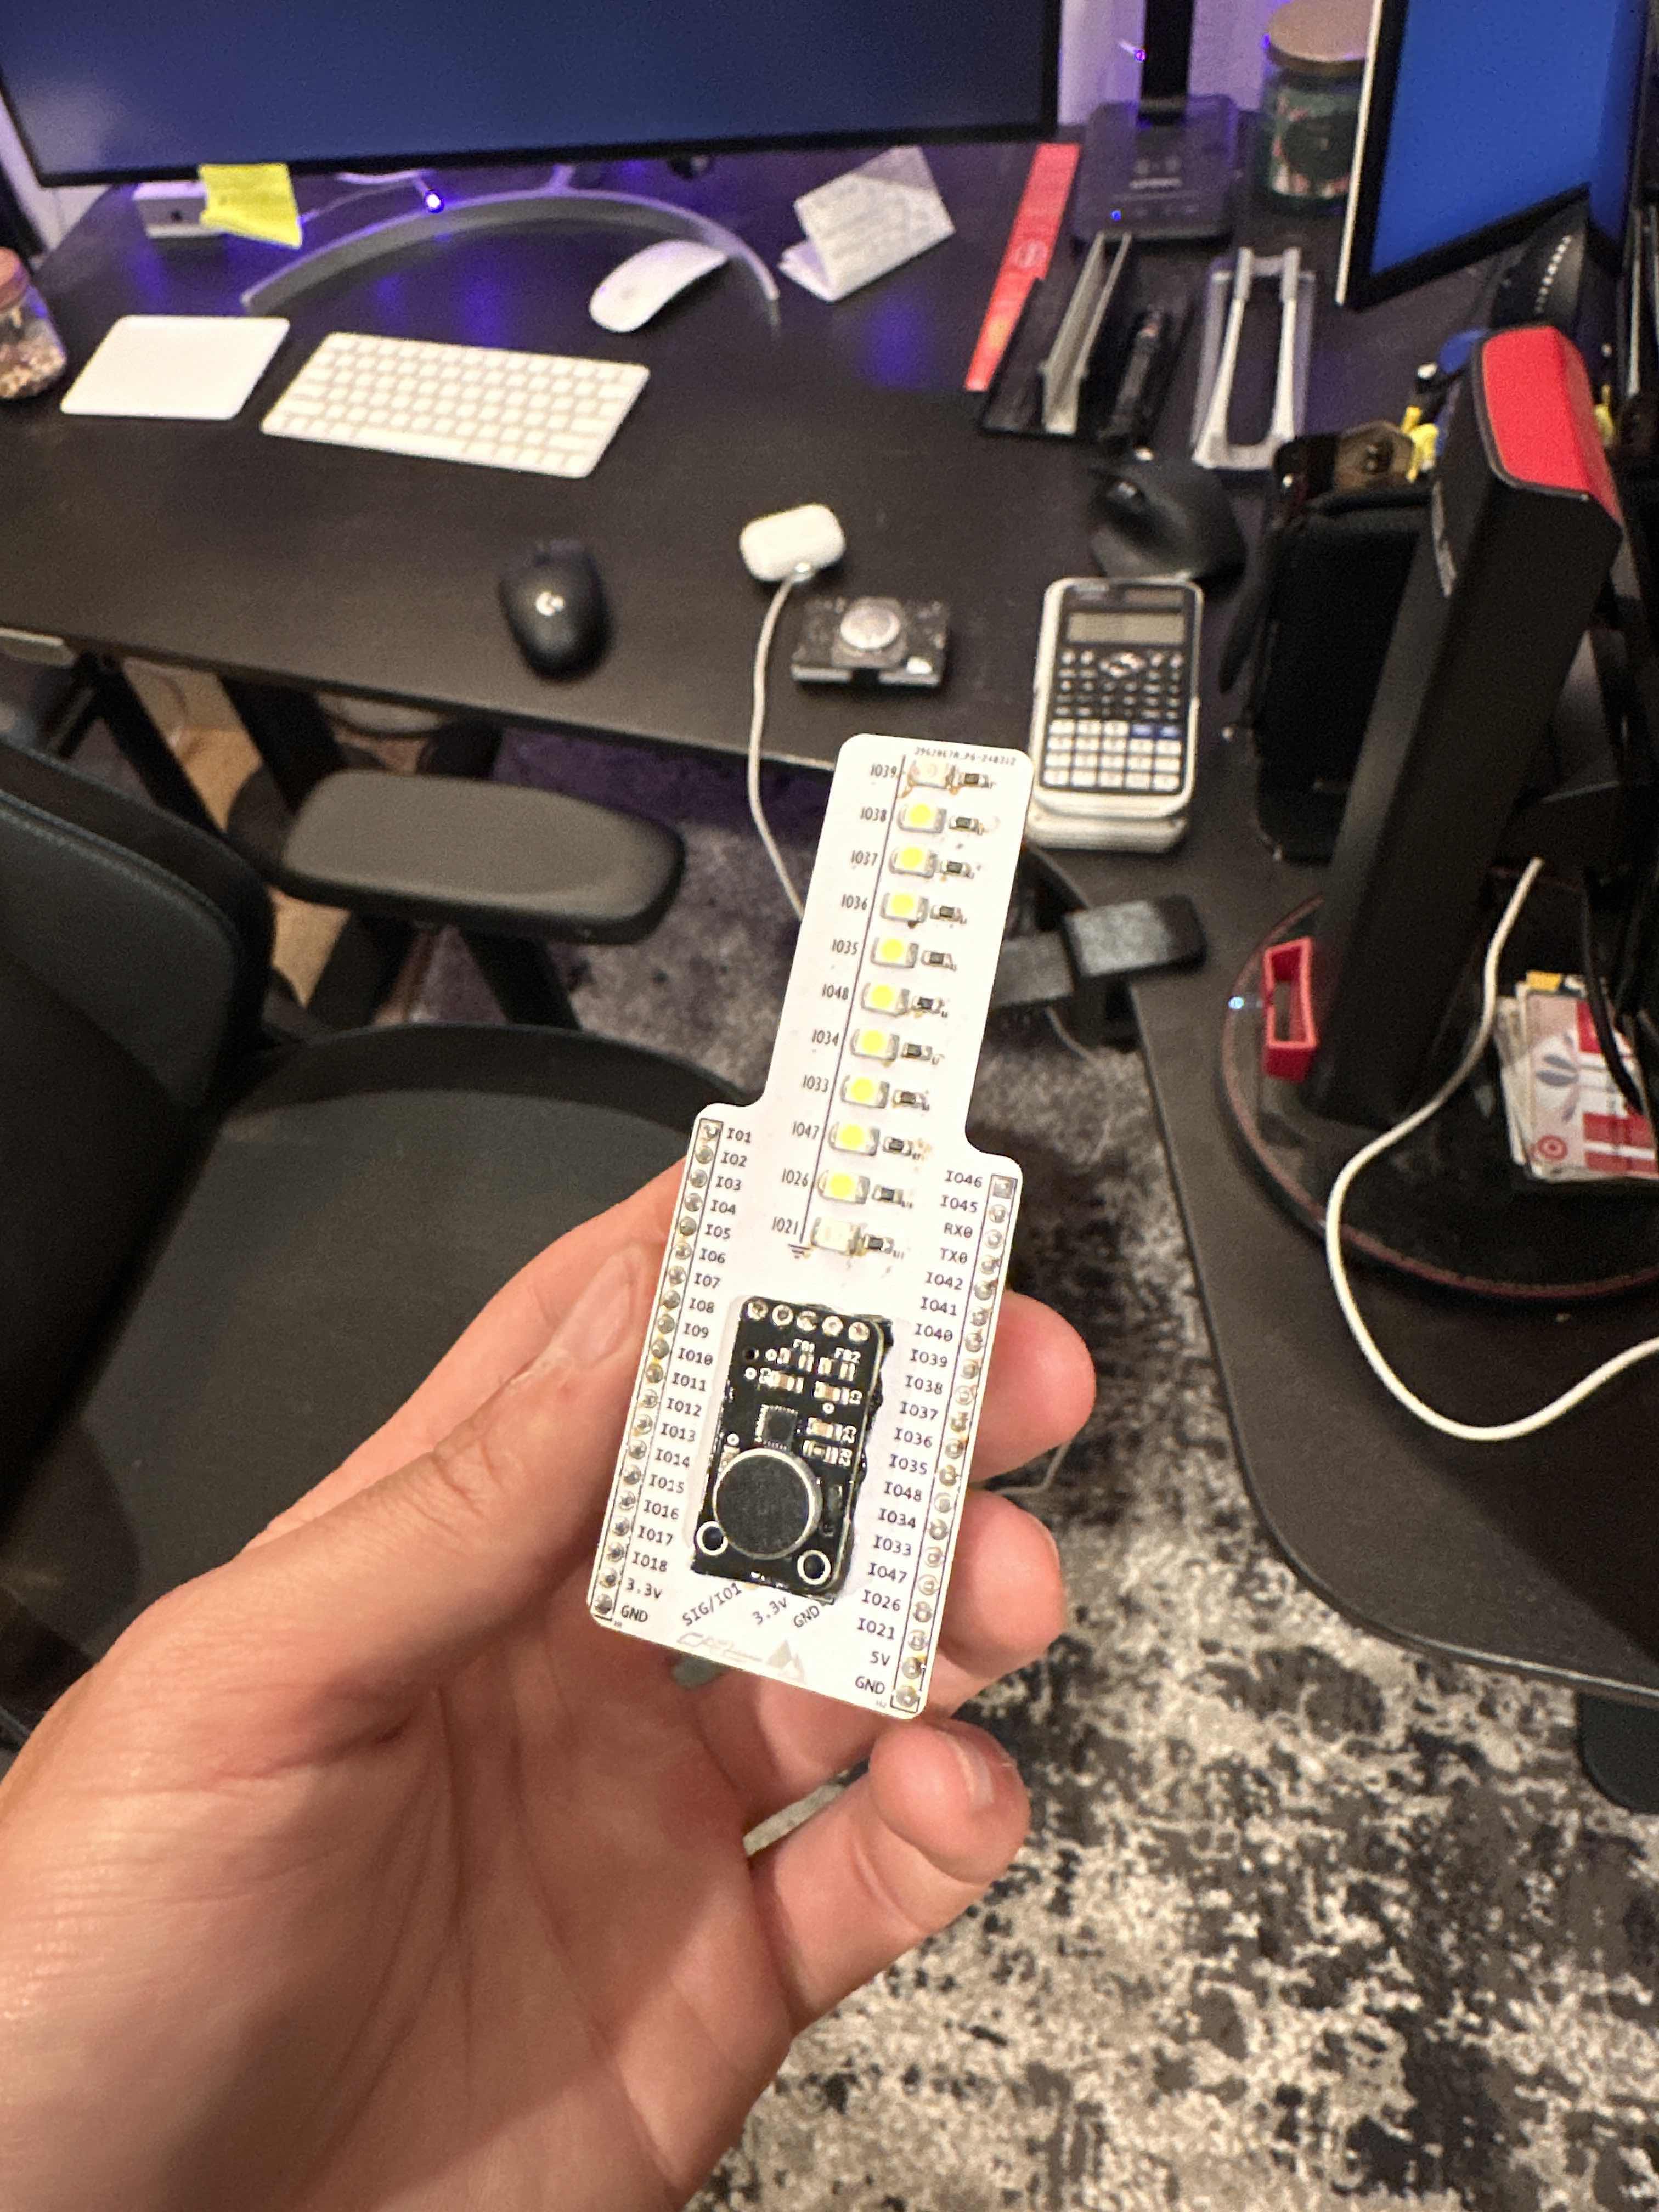 IO39
IO38
IO37
IO36
IO35
IO48
IO34
IO33
IO47
IO26
IO21
IO1
IO2
IO3
IO4
IO5
IO6
IO7
IO8
IO9
IO10
IO11
IO12
IO13
IO14
IO15
IO16
IO17
IO18
3.3v
GND
IO46
IO45
RX0
TX0
IO42
IO41
IO40
IO39
IO38
IO37
IO36
IO35
IO48
IO34
IO33
IO47
IO26
IO21
5V
GND
FB1 FB2
SIG/IO1 3.3v GND